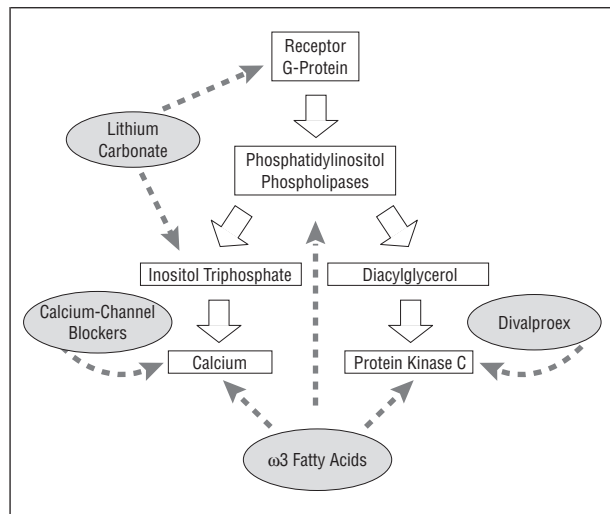 Receptor
G-Protein
Lithium
Carbonate
Phosphatidylinositol
Phospholipases
Inositol Triphosphate
Diacylglycerol
Calcium-Channel
Blockers
Divalproex
Calcium
Protein Kinase C
ω3 Fatty Acids